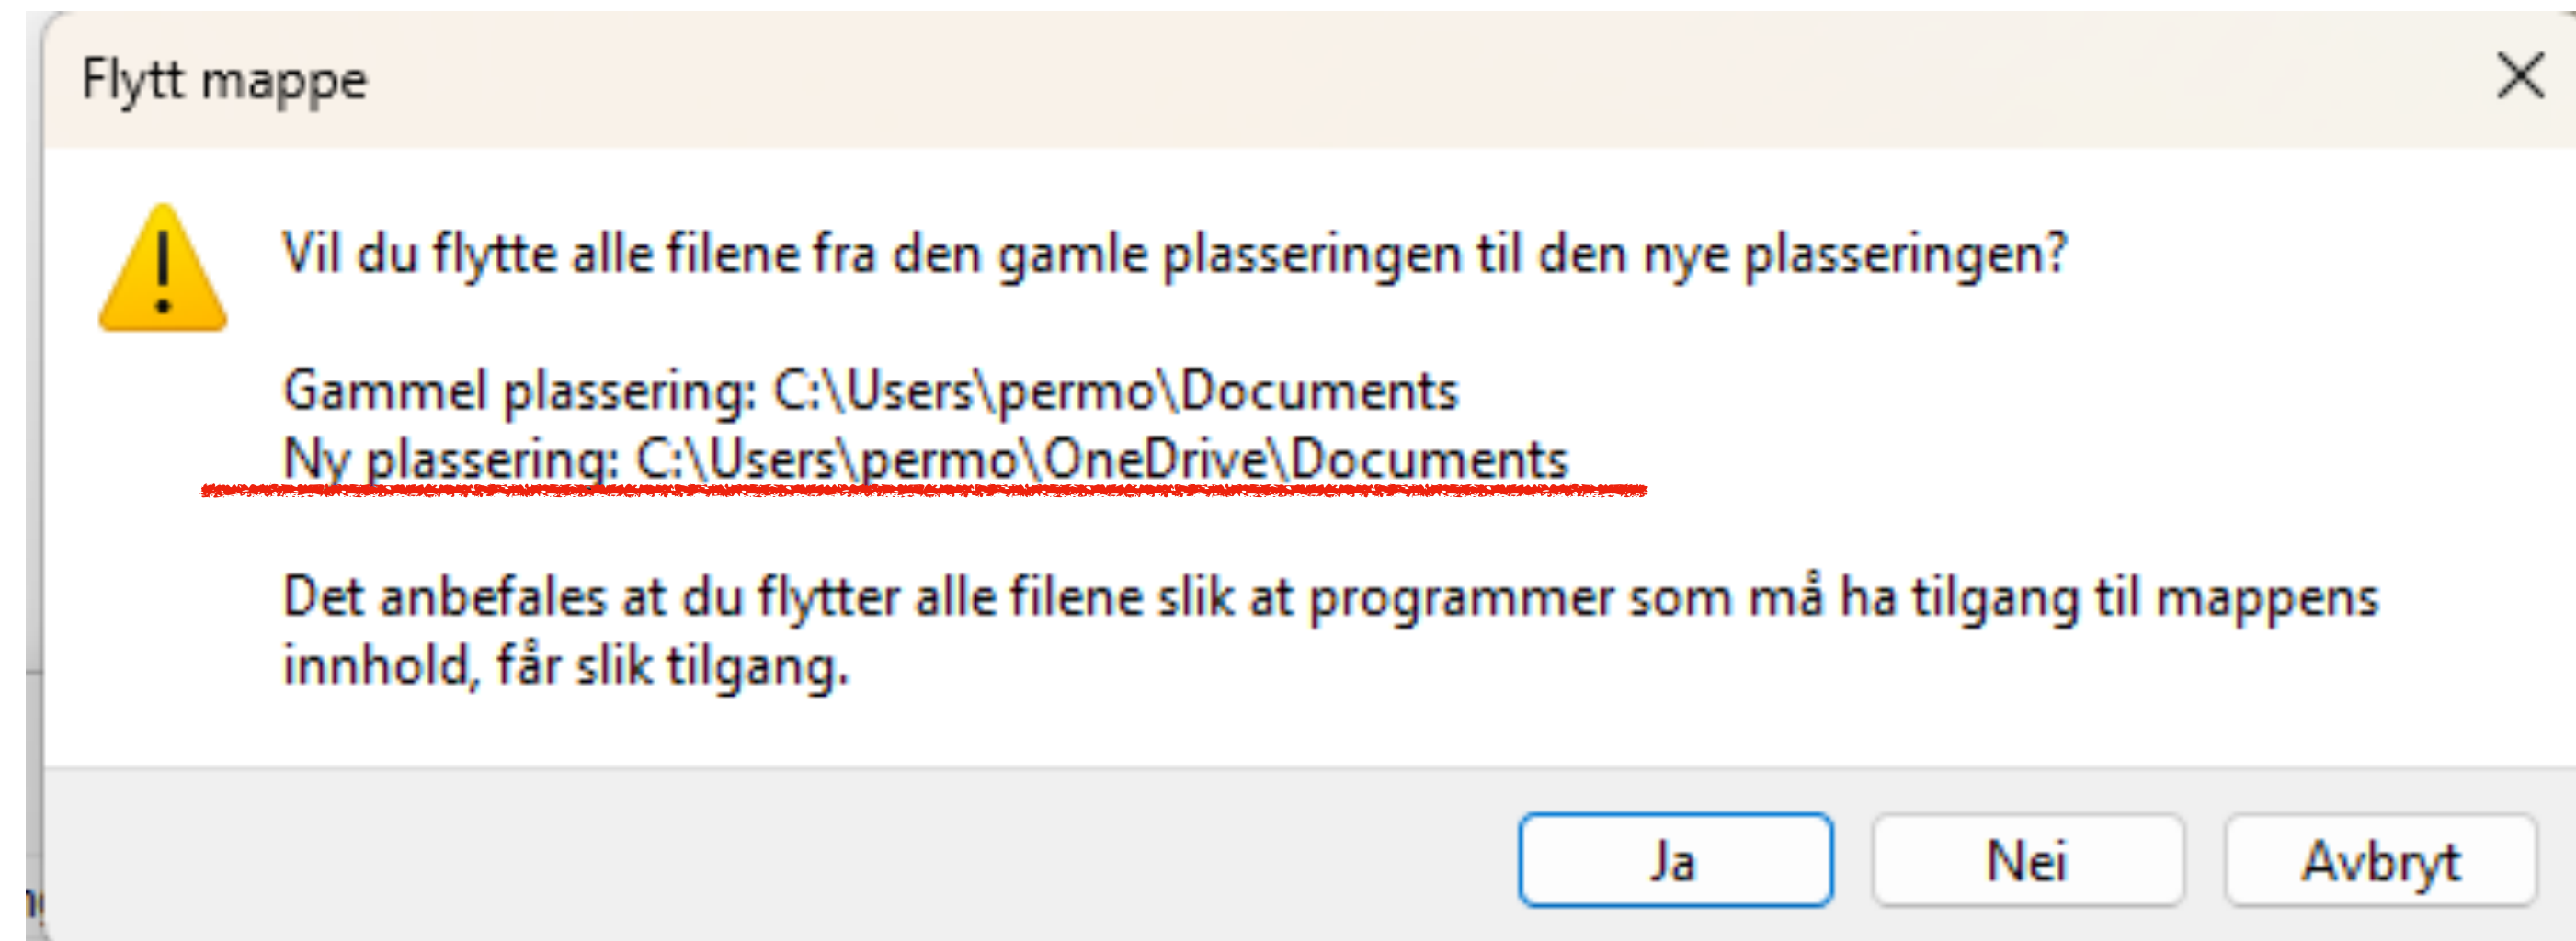 Flytt mappe
Vil du flytte alle filene fra den gamle plasseringen til den nye plasseringen?
Gammel plassering: C:\Users\permo\Documents
Ny plassering: C:\Users\permo\OneDrive\Documents
Det anbefales at du flytter alle filene slik at programmer som må ha tilgang til mappens
innhold, får slik tilgang.
Ja
Nei
Avbryt